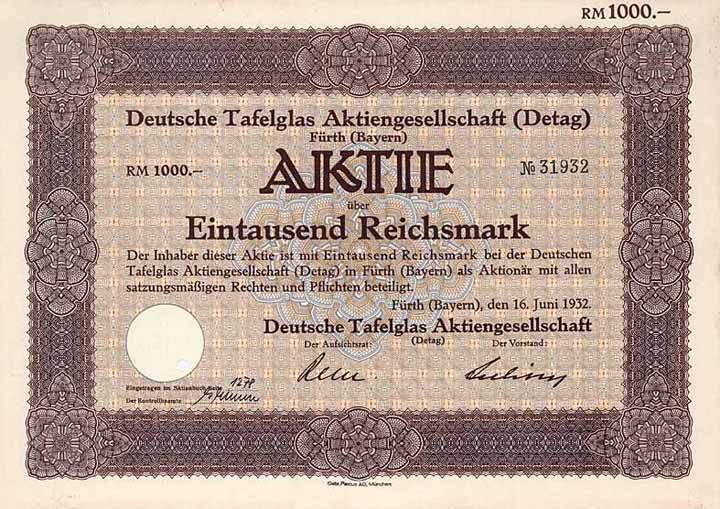 RM 1000.–
Deutsche Tafelglas Aktiengesellschaft (Detag)
Fürth (Bayern)
AKTIE
RM 1000.–
№ 31932
über
Eintausend Reichsmark
Der Inhaber dieser Aktie ist mit Eintausend Reichsmark bei der Deutschen
Tafelglas Aktiengesellschaft (Detag) in Fürth (Bayern) als Aktionär mit allen
satzungsmäßigen Rechten und Pflichten beteiligt.
Fürth (Bayern), den 16. Juni 1932.
Deutsche Tafelglas Aktiengesellschaft
(Detag)
Der Aufsichtsrat:
Der Vorstand:
Eingetragen im Aktienbuch Seite 1278
Der Kontrollbeamte:
München